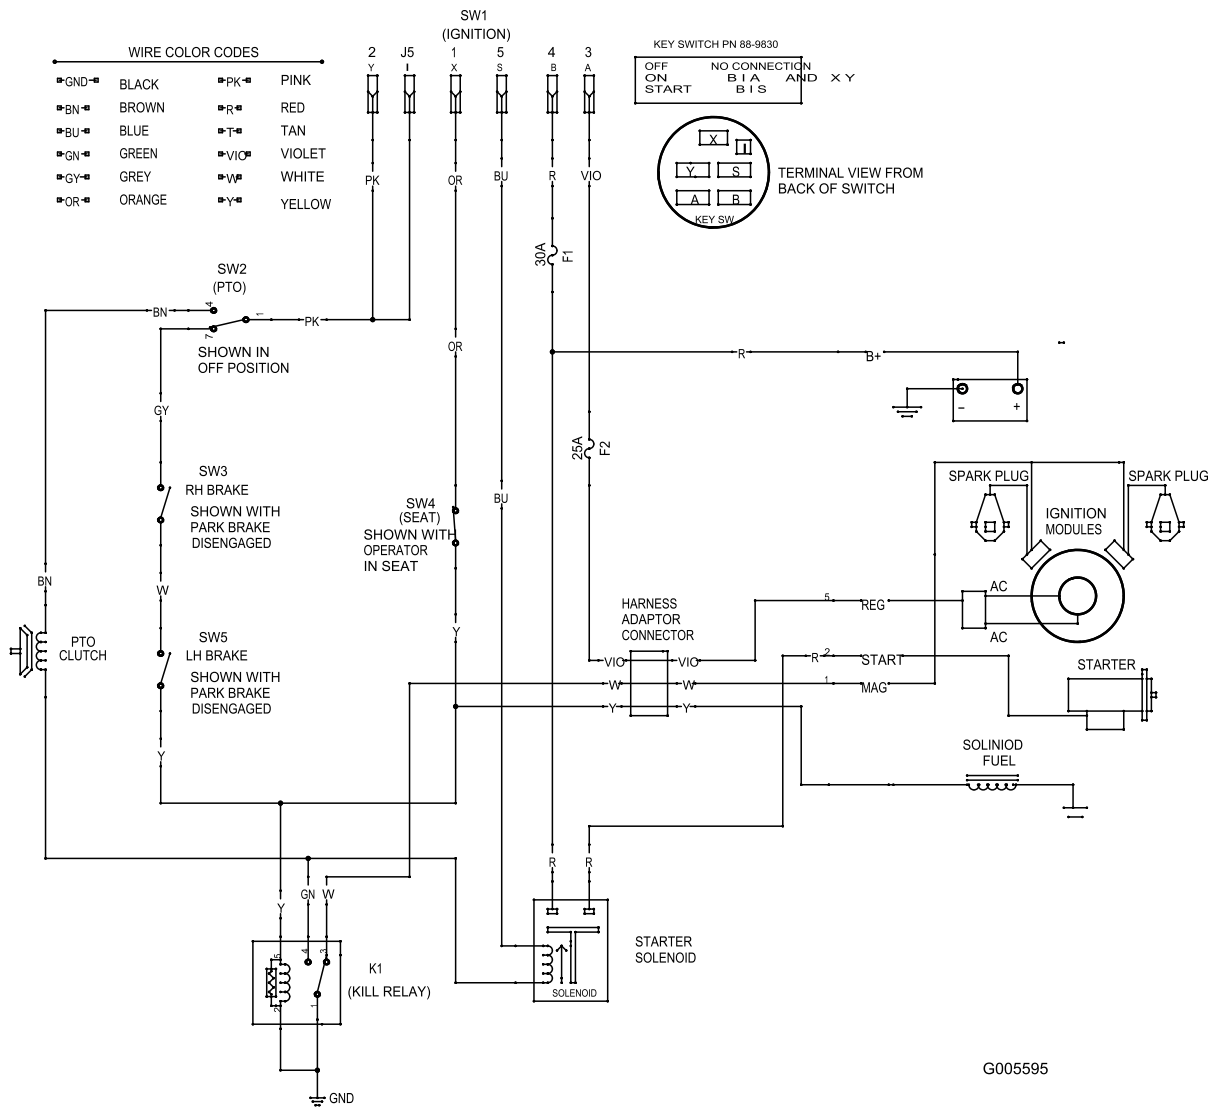 SW1
(IGNITION)
2 J5 1 5 4 3
Y I X S B A
WIRE COLOR CODES
GND BLACK PK PINK
BN BROWN R RED
BU BLUE T TAN
GN GREEN VIO VIOLET
GY GREY W WHITE
OR ORANGE Y YELLOW
KEY SWITCH PN 88-9830
OFF NO CONNECTION
ON B I A AND X Y
START B I S
X
I
Y S
A B
KEY SW
TERMINAL VIEW FROM
BACK OF SWITCH
PK OR BU R VIO
30A F1
SW2
(PTO)
BN 4
1 PK
7
SHOWN IN
OFF POSITION
OR
R B+
− +
GY
25A F2
SW3
RH BRAKE
SHOWN WITH
PARK BRAKE
DISENGAGED
SW4
(SEAT)
SHOWN WITH
OPERATOR
IN SEAT
BU
SPARK PLUG SPARK PLUG
IGNITION
MODULES
BN
W
Y
HARNESS
ADAPTOR
CONNECTOR
5 REG
AC
AC
PTO
CLUTCH
SW5
LH BRAKE
SHOWN WITH
PARK BRAKE
DISENGAGED
VIO VIO
R 2 START
W W 1 MAG
Y Y
STARTER
Y
SOLINIOD
FUEL
R R
GN W
Y
5 4 3
2 1
K1
(KILL RELAY)
STARTER
SOLENOID
SOLENOID
GND
G005595